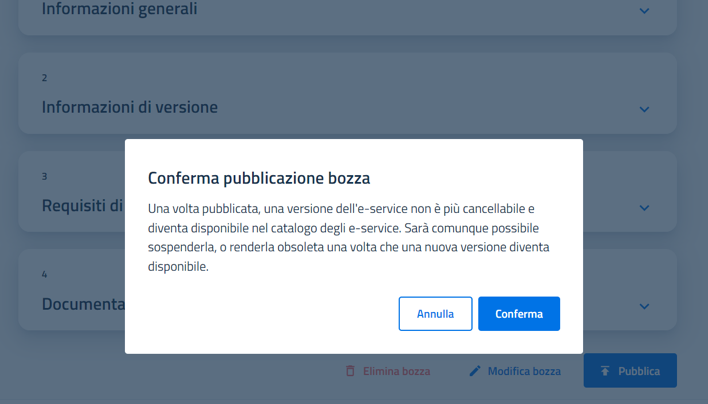 Informazioni generali
2
Informazioni di versione
3
Requisiti di
4
Documenta
Conferma pubblicazione bozza
Una volta pubblicata, una versione dell'e-service non è più cancellabile e
diventa disponibile nel catalogo degli e-service. Sarà comunque possibile
sospenderla, o renderla obsoleta una volta che una nuova versione diventa
disponibile.
Annulla
Conferma
Elimina bozza
Modifica bozza
Pubblica